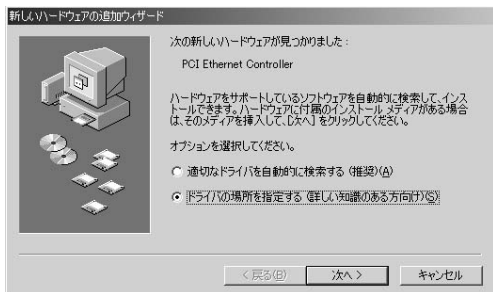 新しいハードウェアの追加ウィザード
次の新しいハードウェアが見つかりました :
PCI Ethernet Controller
ハードウェアをサポートしているソフトウェアを自動的に検索して、インス
トールできます。ハードウェアに付属のインストール メディアがある場合
は、そのメディアを挿入して、[次へ] をクリックしてください。
オプションを選択してください。
適切なドライバを自動的に検索する (推奨)(A)
ドライバの場所を指定する (詳しい知識のある方向け)(S)
< 戻る(B)
次へ >
キャンセル